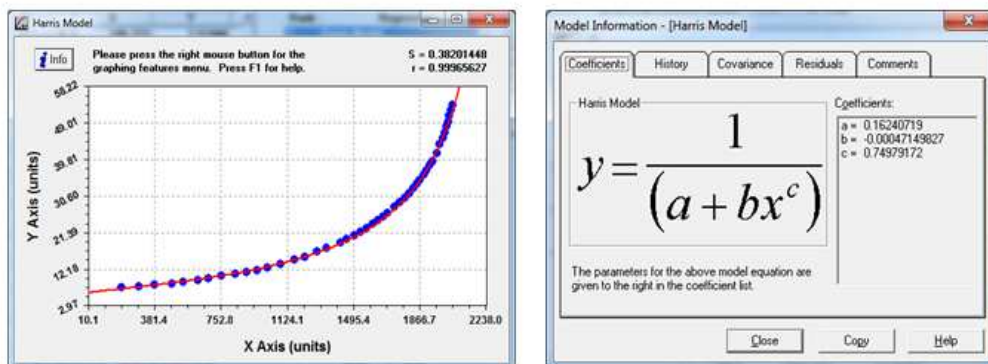 Harris Model
Info
Please press the right mouse button for the
graphing features menu. Press F1 for help.
S = 0.38201448
r = 0.99965627
58.22
49.01
39.81
30.60
21.39
12.18
2.97
Y Axis (units)
10.1 381.4 752.8 1124.1 1495.4 1866.7 2238.0
X Axis (units)
Model Information - [Harris Model]
Coefficients History Covariance Residuals Comments
Harris Model
y = 1 / (a + bx^c)
The parameters for the above model equation are
given to the right in the coefficient list.
Coefficients:
a = 0.16240719
b = -0.00047149827
c = 0.74979172
Close Copy Help